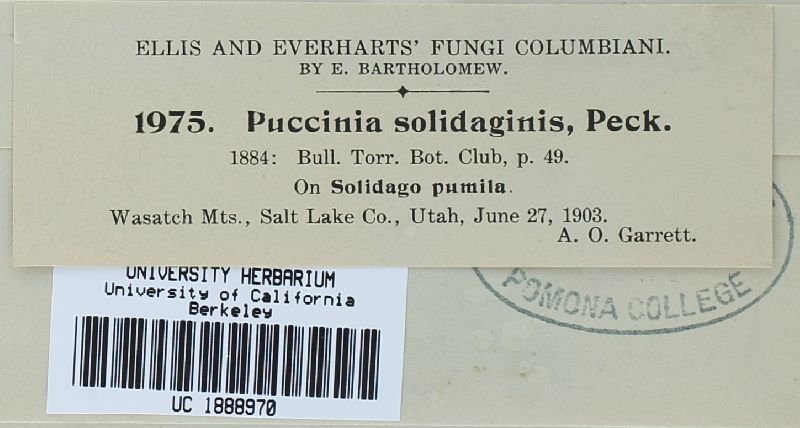 ELLIS AND EVERHARTS' FUNGI COLUMBIANI.
BY E. BARTHOLOMEW.
1975. Puccinia solidaginis, Peck.
1884: Bull. Torr. Bot. Club, p. 49.
On Solidago pumila.
Wasatch Mts., Salt Lake Co., Utah, June 27, 1903.
A. O. Garrett.
UNIVERSITY HERBARIUM
University of California
Berkeley
UC 1888970
POMONA COLLEGE